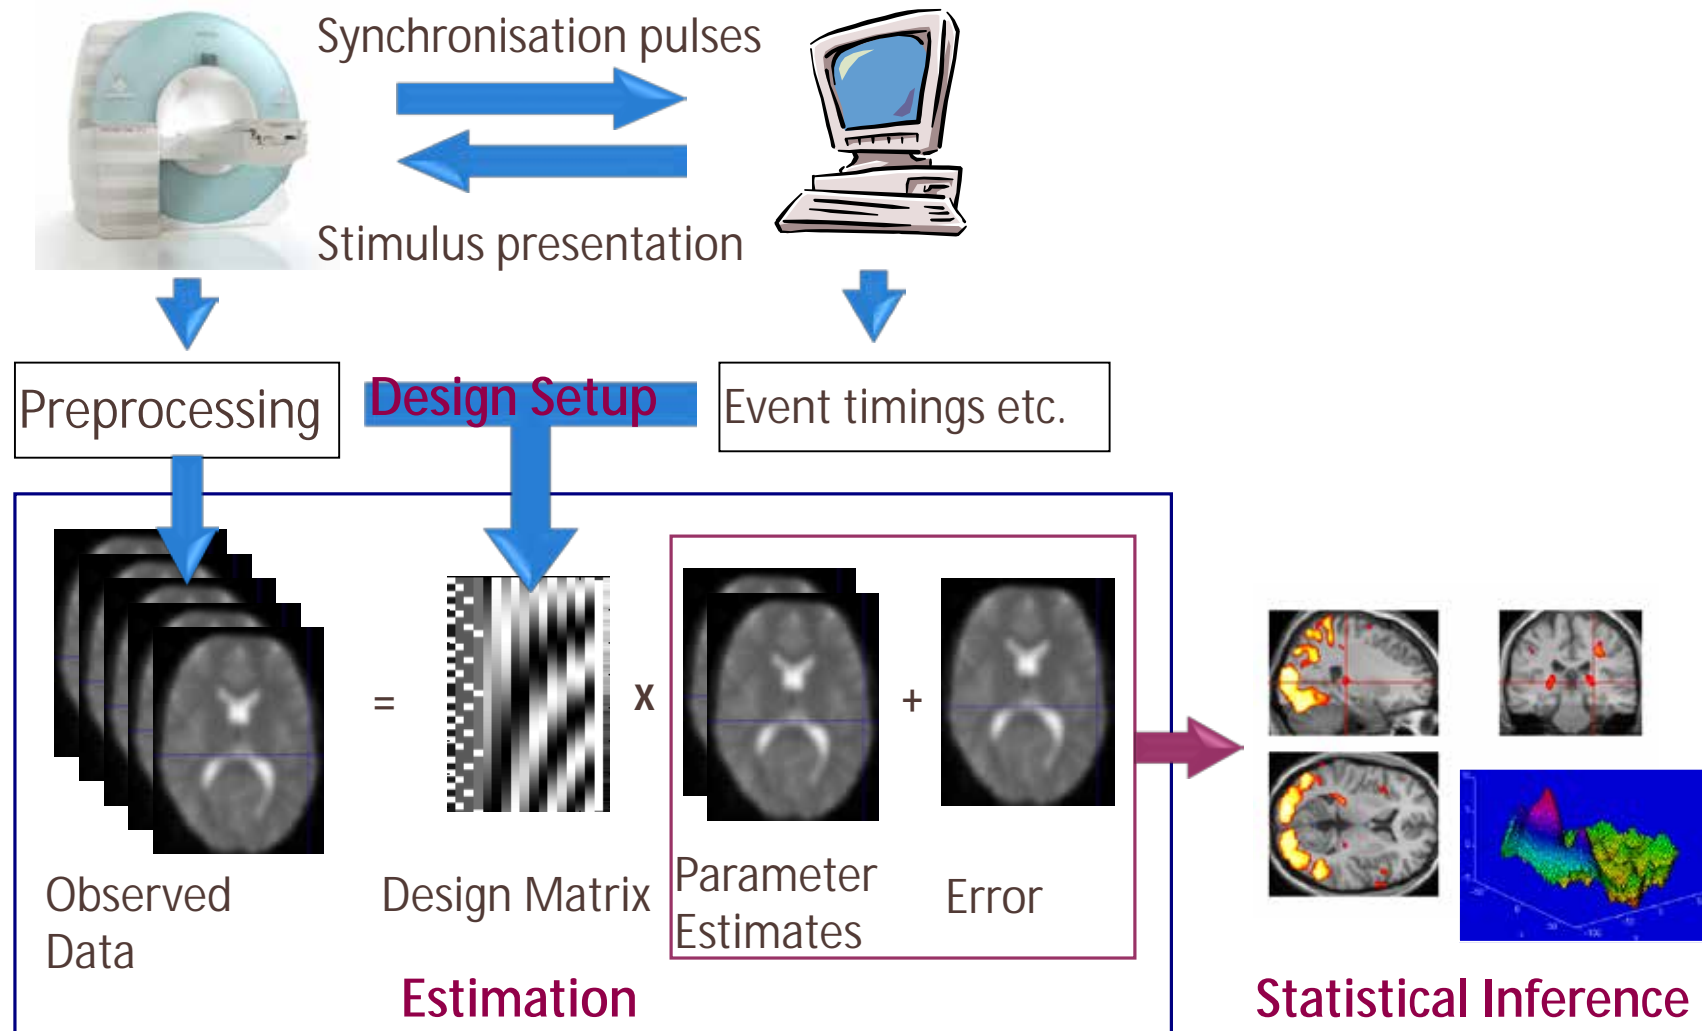 Synchronisation pulses
Stimulus presentation
Preprocessing
Design Setup
Event timings etc.
=
x
+
Observed
Data
Design Matrix
Parameter
Estimates
Error
Estimation
Statistical Inference